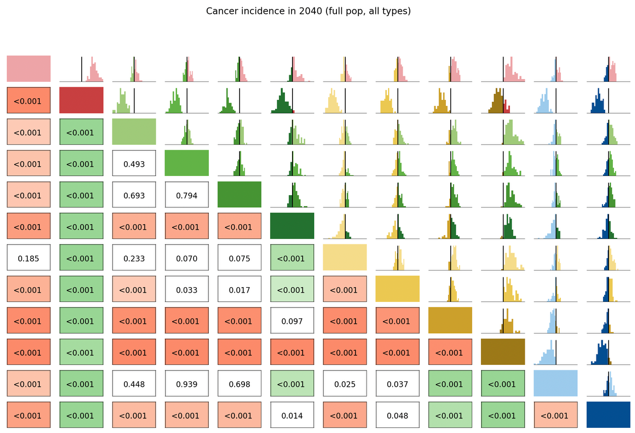 Cancer incidence in 2040 (full pop, all types)
<0.001
<0.001 <0.001
<0.001 <0.001 0.493
<0.001 <0.001 0.693 0.794
<0.001 <0.001 <0.001 <0.001 <0.001
0.185 <0.001 0.233 0.070 0.075 <0.001
<0.001 <0.001 <0.001 0.033 0.017 <0.001 <0.001
<0.001 <0.001 <0.001 <0.001 <0.001 0.097 <0.001 <0.001
<0.001 <0.001 <0.001 <0.001 <0.001 <0.001 <0.001 <0.001 <0.001
<0.001 <0.001 0.448 0.939 0.698 <0.001 0.025 0.037 <0.001 <0.001
<0.001 <0.001 <0.001 <0.001 <0.001 0.014 <0.001 0.048 <0.001 <0.001 <0.001